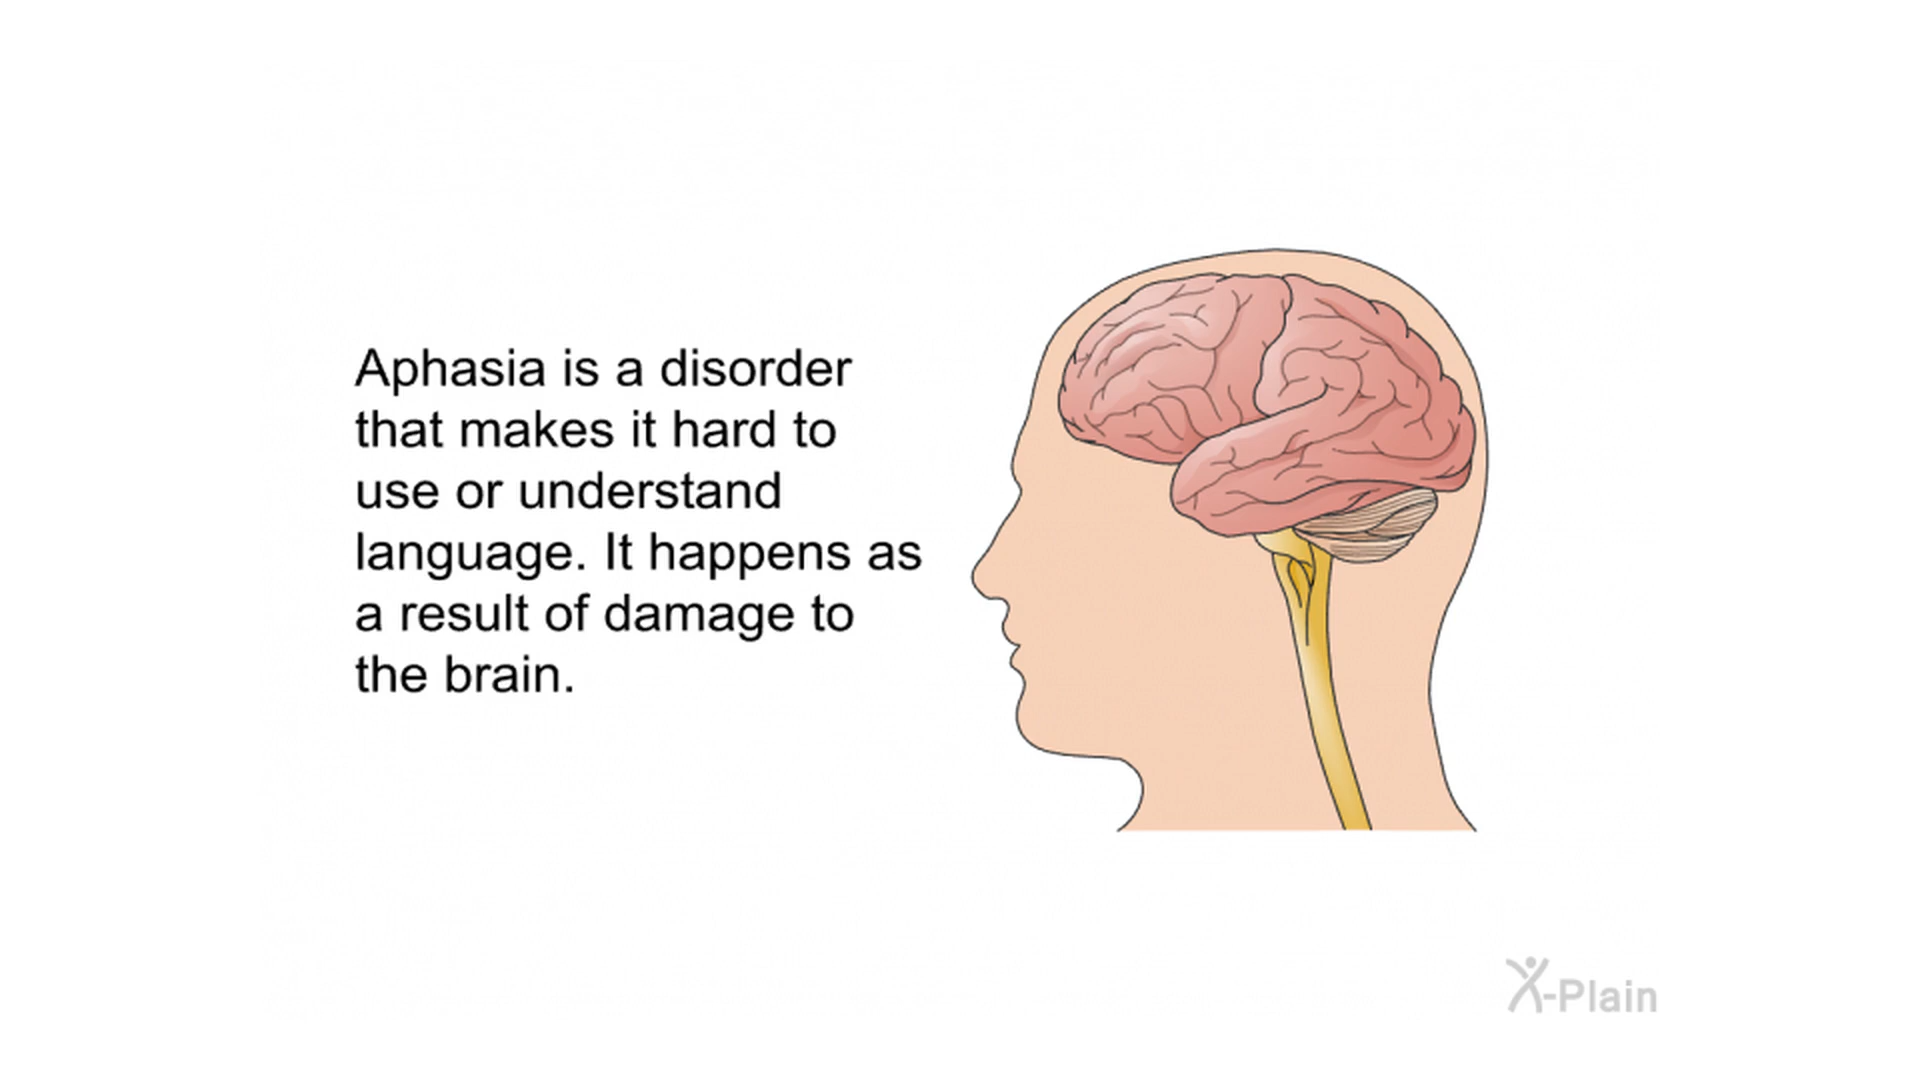 Aphasia is a disorder
that makes it hard to
use or understand
language. It happens as
a result of damage to
the brain.
X-Plain